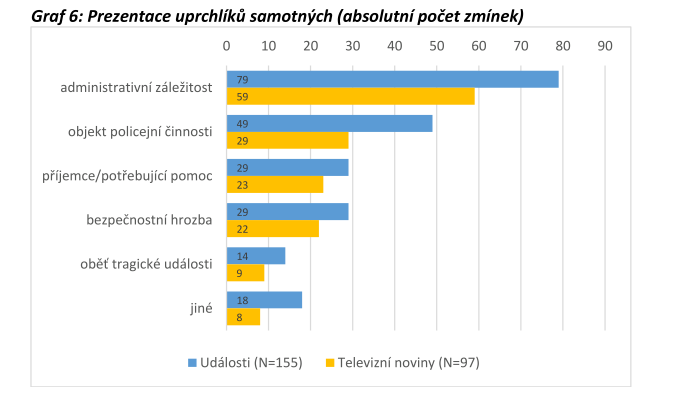 Graf 6: Prezentace uprchlíků samotných (absolutní počet zmínek)
0 10 20 30 40 50 60 70 80 90
administrativní záležitost 79
59
objekt policejní činnosti 49
29
příjemce/potřebující pomoc 29
23
bezpečnostní hrozba 29
22
oběť tragické události 14
9
jiné 18
8
Události (N=155) Televizní noviny (N=97)